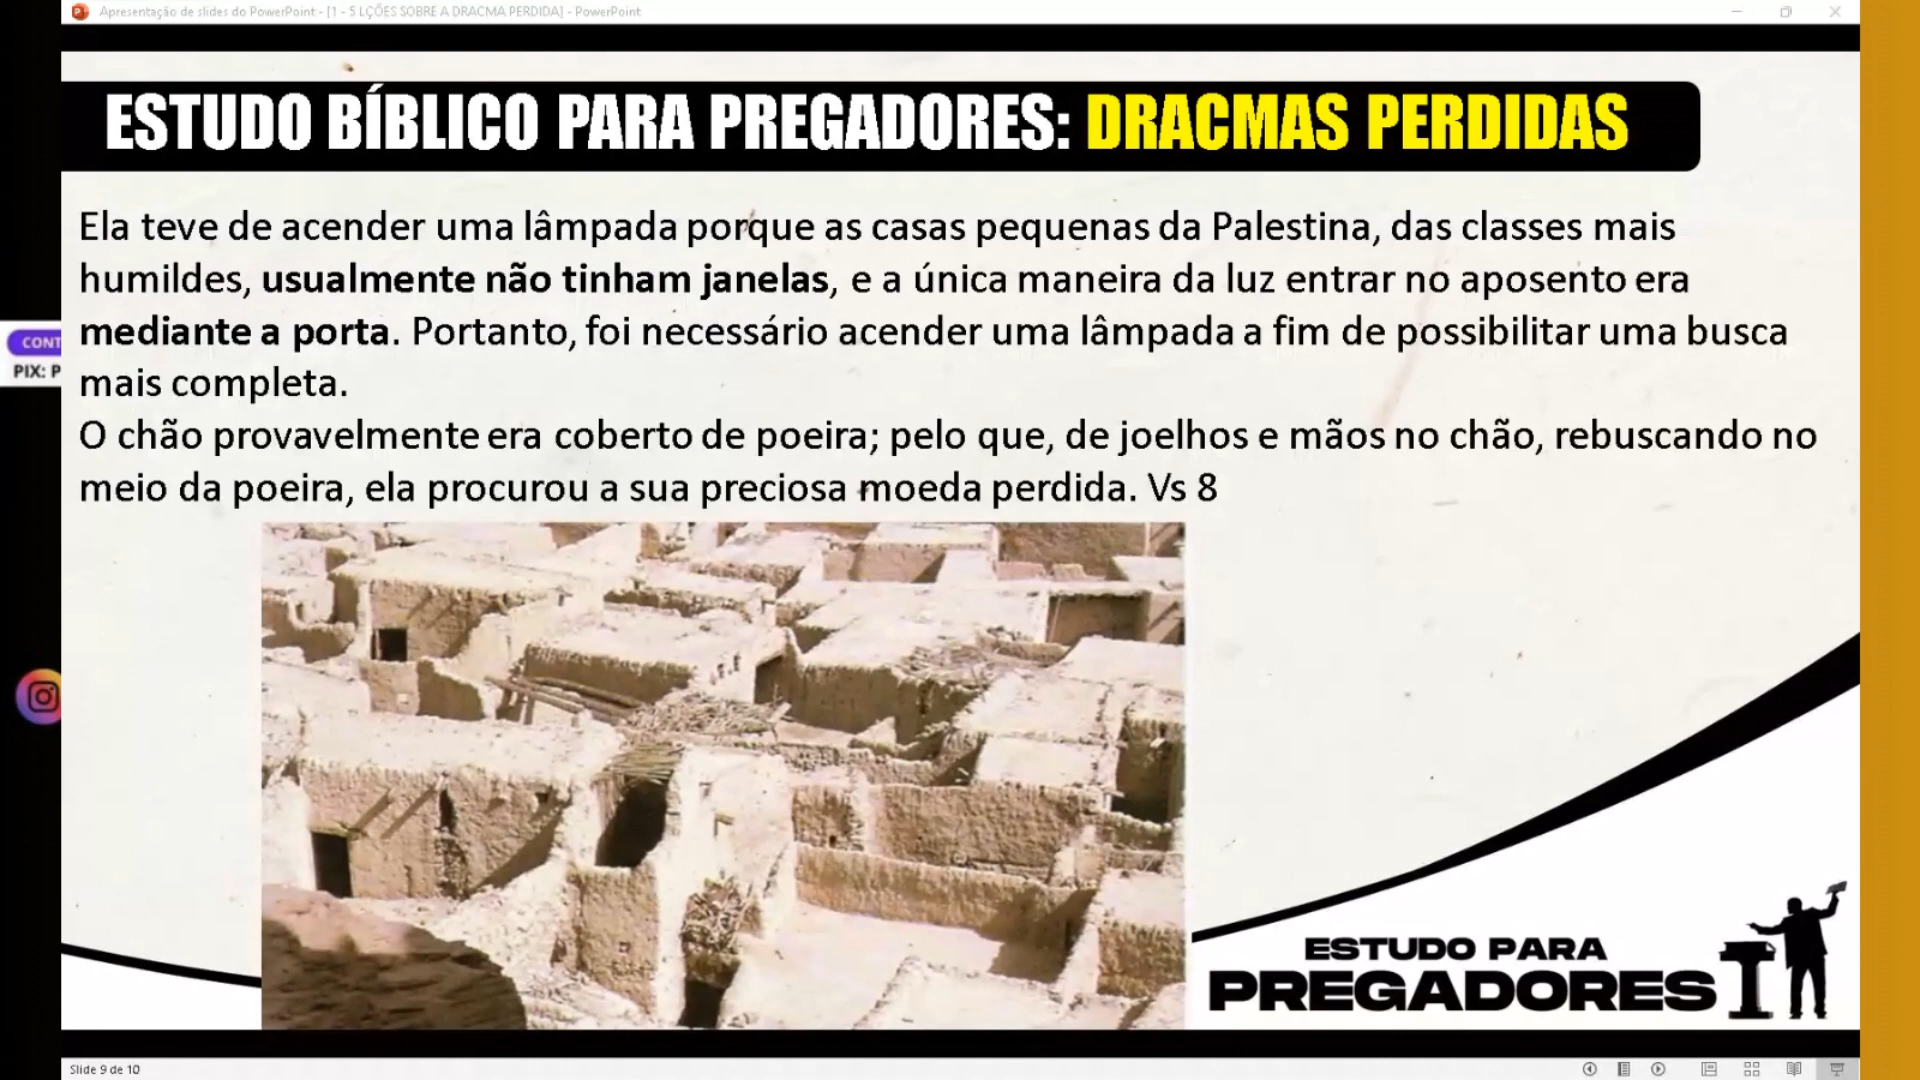 Apresentação de slides do PowerPoint - [1 - 5 LÇÕES SOBRE A DRACMA PERDIDA] - PowerPoint
ESTUDO BÍBLICO PARA PREGADORES: DRACMAS PERDIDAS
Ela teve de acender uma lâmpada porque as casas pequenas da Palestina, das classes mais
humildes, usualmente não tinham janelas, e a única maneira da luz entrar no aposento era
mediante a porta. Portanto, foi necessário acender uma lâmpada a fim de possibilitar uma busca
mais completa.
O chão provavelmente era coberto de poeira; pelo que, de joelhos e mãos no chão, rebuscando no
meio da poeira, ela procurou a sua preciosa moeda perdida. Vs 8
CONT
PIX: P
ESTUDO PARA
PREGADORES
Slide 9 de 10